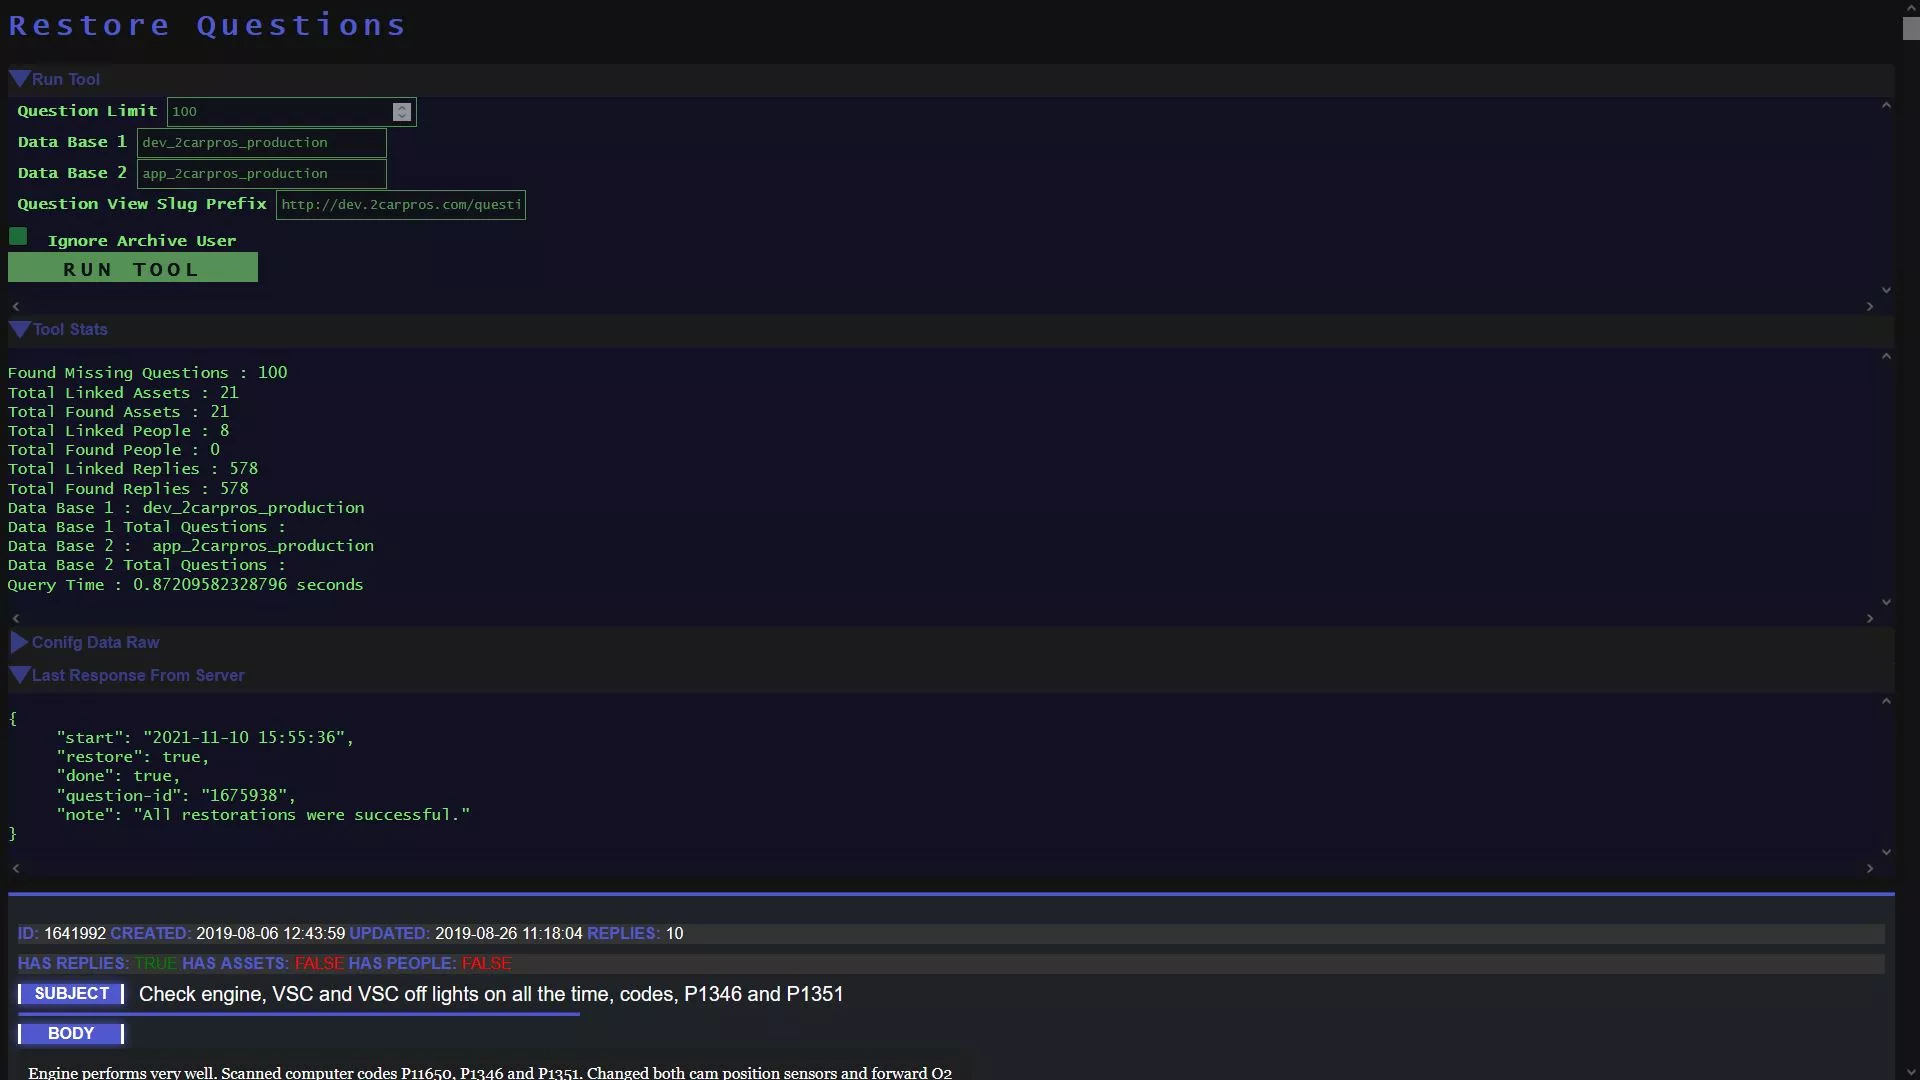 Restore Questions
Run Tool
Question Limit 100
Data Base 1 dev_2carpros_production
Data Base 2 app_2carpros_production
Question View Slug Prefix http://dev.2carpros.com/questi
Ignore Archive User
RUN TOOL
Tool Stats
Found Missing Questions : 100
Total Linked Assets : 21
Total Found Assets : 21
Total Linked People : 8
Total Found People : 0
Total Linked Replies : 578
Total Found Replies : 578
Data Base 1 : dev_2carpros_production
Data Base 1 Total Questions :
Data Base 2 :  app_2carpros_production
Data Base 2 Total Questions :
Query Time : 0.87209582328796 seconds
Conifg Data Raw
Last Response From Server
{
"start": "2021-11-10 15:55:36",
"restore": true,
"done": true,
"question-id": "1675938",
"note": "All restorations were successful."
}
ID: 1641992 CREATED: 2019-08-06 12:43:59 UPDATED: 2019-08-26 11:18:04 REPLIES: 10
HAS REPLIES: TRUE HAS ASSETS: FALSE HAS PEOPLE: FALSE
SUBJECT Check engine, VSC and VSC off lights on all the time, codes, P1346 and P1351
BODY
Engine performs very well. Scanned computer codes P11650, P1346 and P1351. Changed both cam position sensors and forward O2